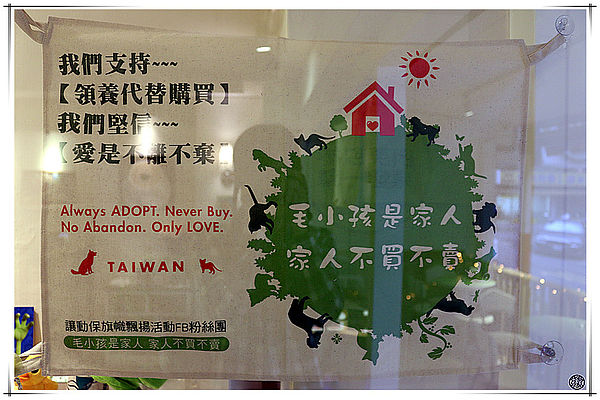 我們支持~~~
【領養代替購買】
我們堅信~~~
【愛是不離不棄】
Always ADOPT. Never Buy.
No Abandon. Only LOVE.
TAIWAN
毛小孩是家人
家人不買不賣
讓動保旗幟飄揚活動FB粉絲團
毛小孩是家人 家人不買不賣